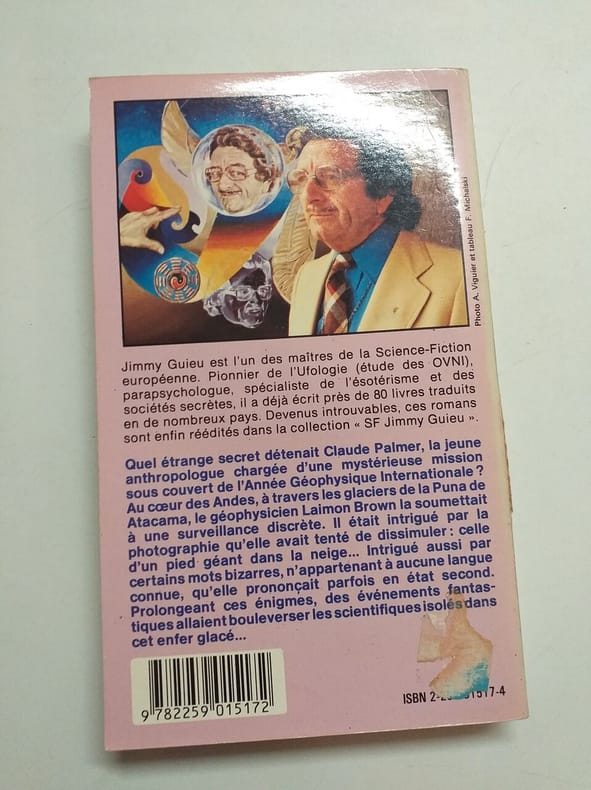 Photo A. Viguier et tableau F. Michalski
Jimmy Guieu est l'un des maîtres de la Science-Fiction
européenne. Pionnier de l'Ufologie (étude des OVNI),
parapsychologue, spécialiste de l'ésotérisme et des
sociétés secrètes, il a déjà écrit près de 80 livres traduits
en de nombreux pays. Devenus introuvables, ces romans
sont enfin réédités dans la collection « SF Jimmy Guieu ».
Quel étrange secret détenait Claude Palmer, la jeune
anthropologue chargée d'une mystérieuse mission
sous couvert de l'Année Géophysique Internationale ?
Au cœur des Andes, à travers les glaciers de la Puna de
Atacama, le géophysicien Laimon Brown la soumettait
à une surveillance discrète. Il était intrigué par la
photographie qu'elle avait tenté de dissimuler : celle
d'un pied géant dans la neige... Intrigué aussi par
certains mots bizarres, n'appartenant à aucune langue
connue, qu'elle prononçait parfois en état second.
Prolongeant ces énigmes, des événements fantas-
tiques allaient bouleverser les scientifiques isolés dans
cet enfer glacé...
9 782259 015172
ISBN 2-2 1517-4